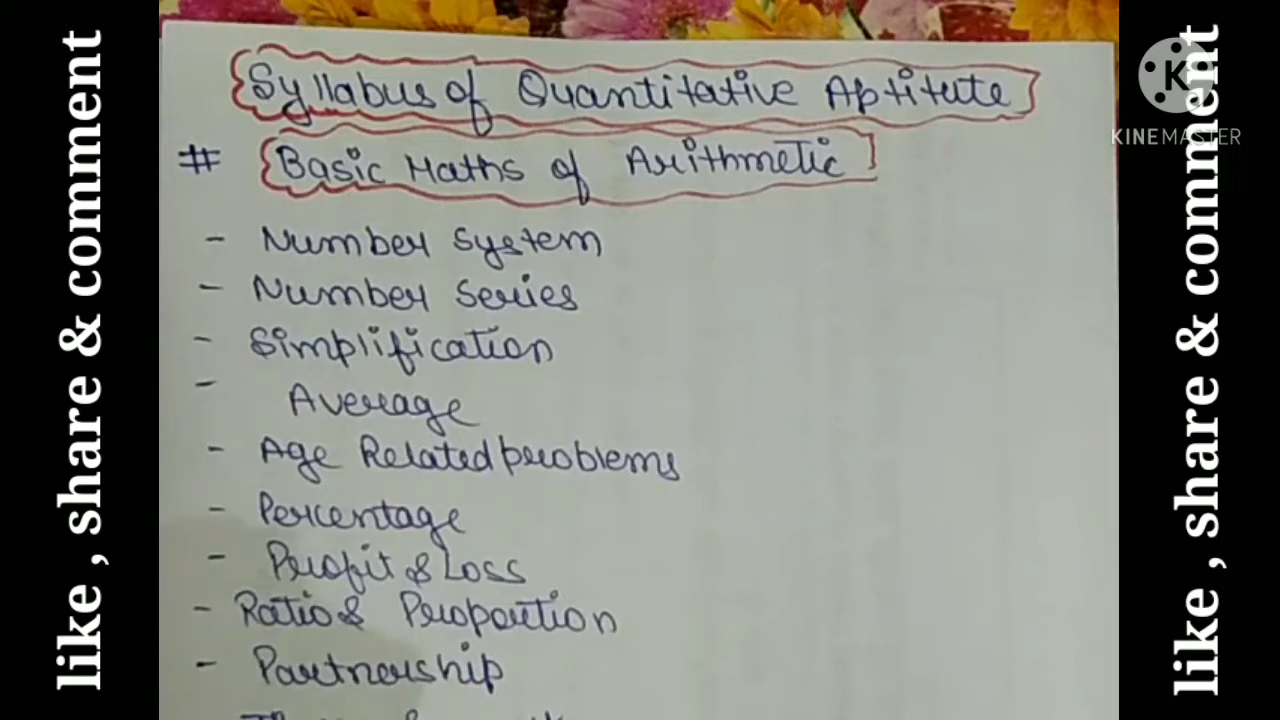 Syllabus of Quantitative Aptitute
# Basic Maths of Arithmetic
- Number System
- Number Series
- Simplification
- Average
- Age Related problems
- Percentage
- Profit & Loss
- Ratio & Proportion
- Partnership
like , share & comment
like , share & comment
K
KINEMASTER